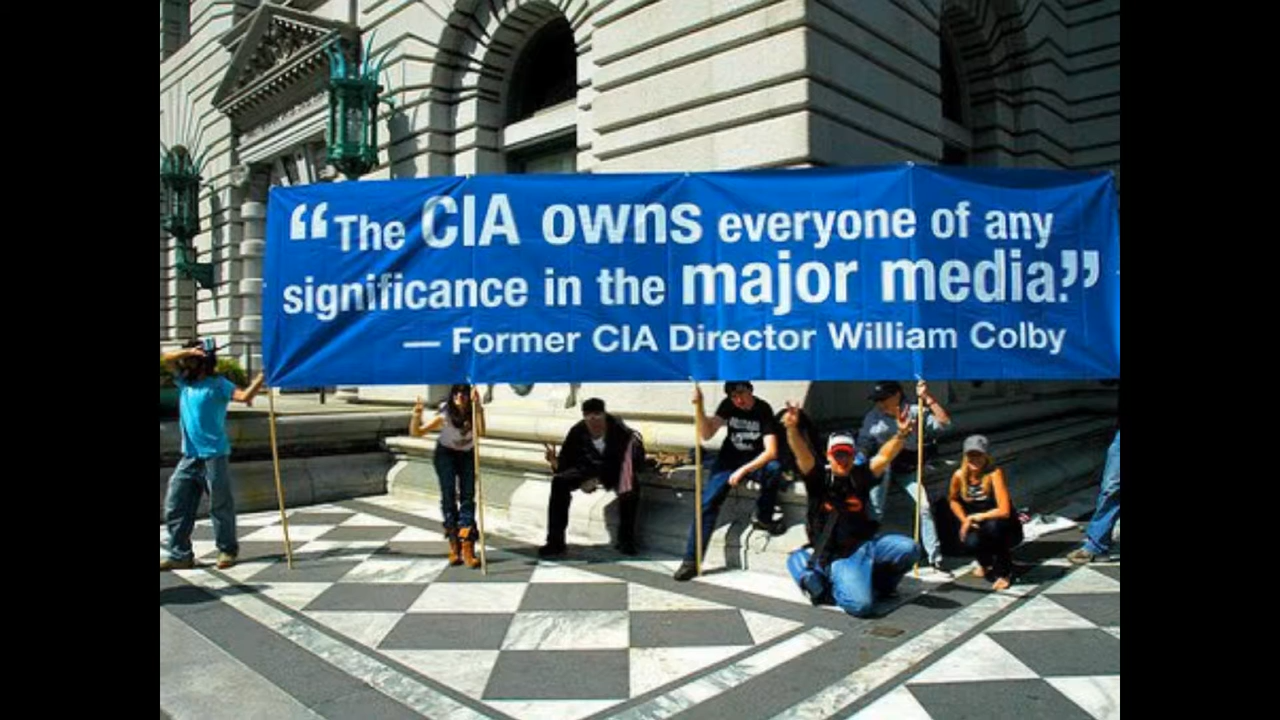 “The CIA owns everyone of any
significance in the major media.”
— Former CIA Director William Colby